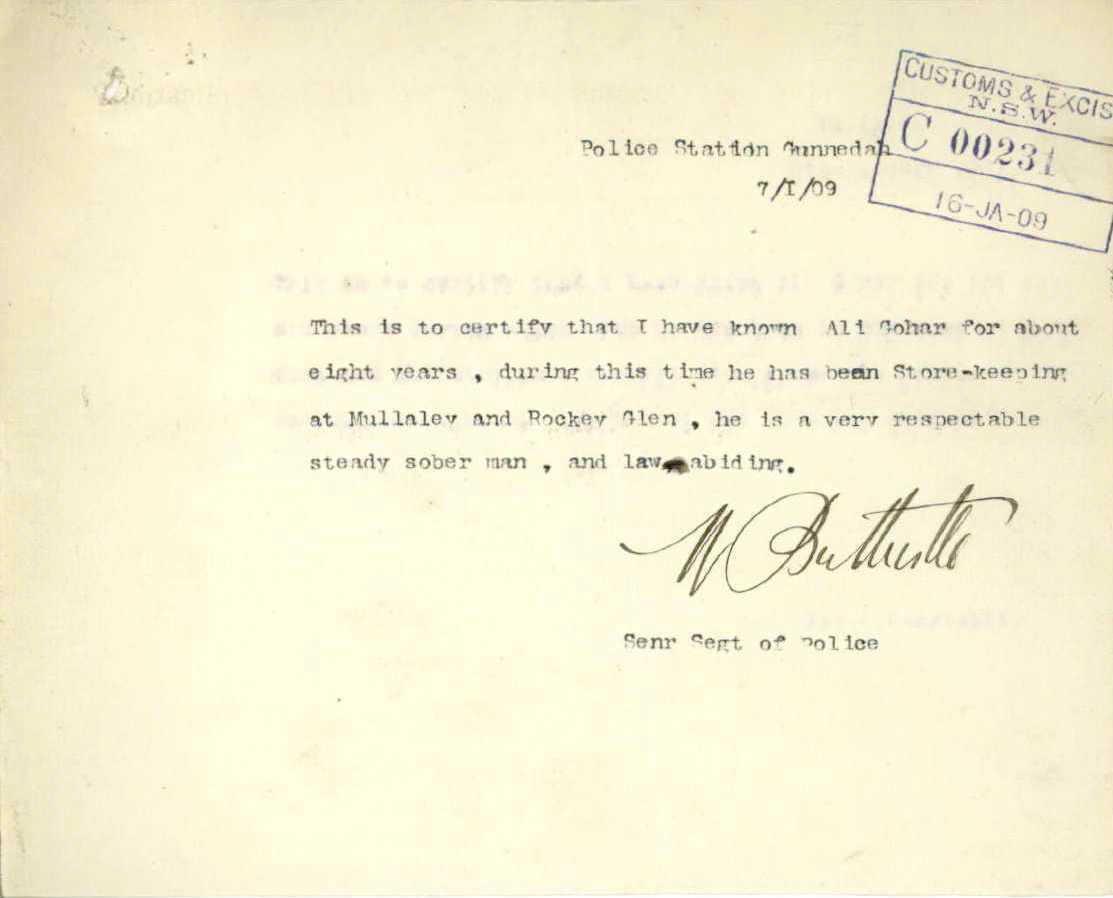 CUSTOMS & EXCIS
N.S.W.
C 00231
16-JA-09
Police Station Gunnedah
7/I/09
This is to certify that I have known Ali Gohar for about
eight years , during this time he has been Store-keeping
at Mullaley and Rockey Glen , he is a very respectable
steady sober man , and law abiding.
W
Senr Segt of Police